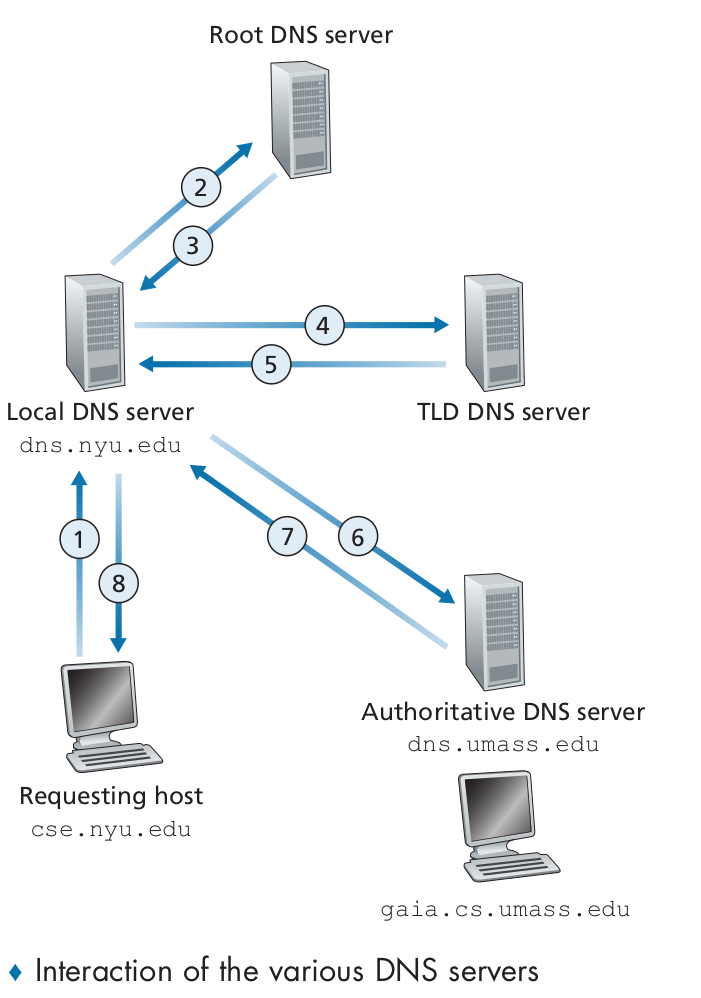 Root DNS server
2
3
4
5
Local DNS server
dns.nyu.edu
TLD DNS server
1
8
7
6
Authoritative DNS server
dns.umass.edu
Requesting host
cse.nyu.edu
gaia.cs.umass.edu
♦ Interaction of the various DNS servers